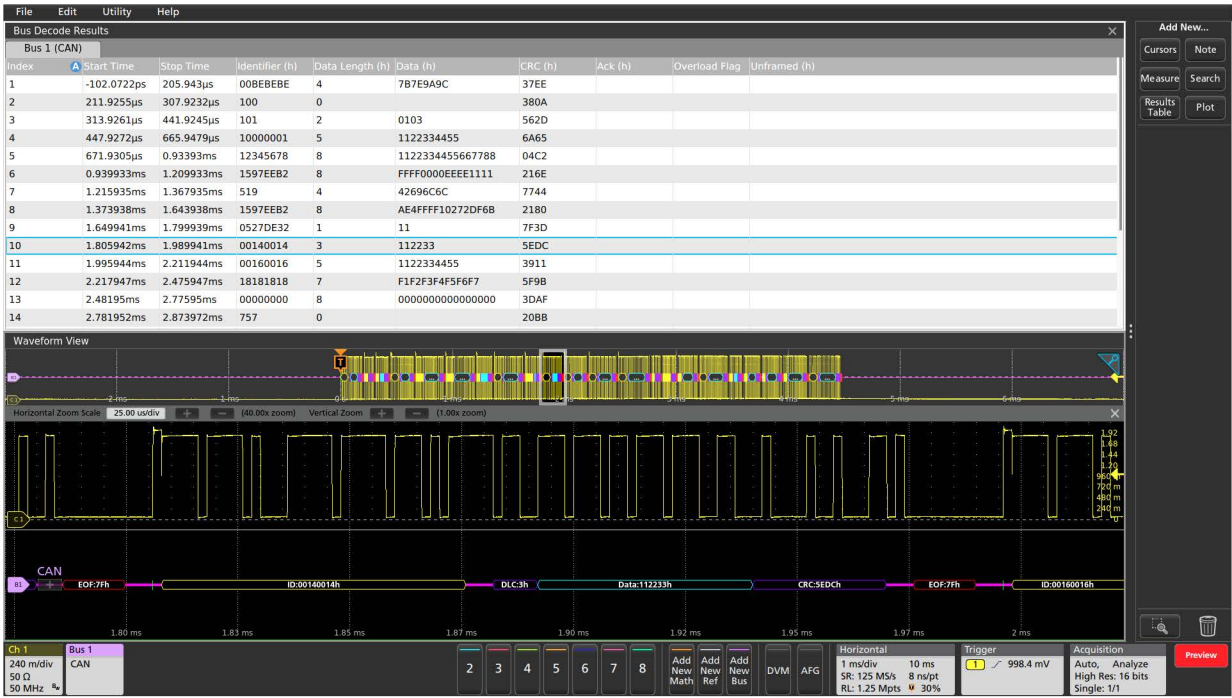 File Edit Utility Help
Bus Decode Results
Bus 1 (CAN)
Index A Start Time Stop Time Identifier (h) Data Length (h) Data (h) CRC (h) Ack (h) Overload Flag Unframed (h)
1 -102.0722ps 205.943µs 00BEBEBE 4 7B7E9A9C 37EE
2 211.9255µs 307.9232µs 100 0 380A
3 313.9261µs 441.9245µs 101 2 0103 562D
4 447.9272µs 665.9479µs 10000001 5 1122334455 6A65
5 671.9305µs 0.93393ms 12345678 8 1122334455667788 04C2
6 0.939933ms 1.209933ms 1597EEB2 8 FFFF0000EEEE1111 216E
7 1.215935ms 1.367935ms 519 4 42696C6C 7744
8 1.373938ms 1.643938ms 1597EEB2 8 AE4FFFF10272DF6B 2180
9 1.649941ms 1.799939ms 0527DE32 1 11 7F3D
10 1.805942ms 1.989941ms 00140014 3 112233 5EDC
11 1.995944ms 2.211944ms 00160016 5 1122334455 3911
12 2.217947ms 2.475947ms 18181818 7 F1F2F3F4F5F6F7 5F9B
13 2.48195ms 2.77595ms 00000000 8 0000000000000000 3DAF
14 2.781952ms 2.873972ms 757 0 20BB
Waveform View
T
B1
C1
-2 ms -1 ms 5 ms 6 ms
Horizontal Zoom Scale 25.00 us/div + − (40.00x zoom) Vertical Zoom + − (1.00x zoom)
1.92
1.68
1.44
1.20
960
720 m
480 m
240 m
C1
CAN
B1 + EOF:7Fh ID:00140014h DLC:3h Data:112233h CRC:5EDCh EOF:7Fh ID:00160016h
1.80 ms 1.83 ms 1.85 ms 1.87 ms 1.90 ms 1.92 ms 1.95 ms 1.97 ms 2 ms
Add New...
Cursors Note
Measure Search
Results Table Plot
Ch 1
240 m/div
50 Ω
50 MHz Bw
Bus 1
CAN
2 3 4 5 6 7 8
Add New Math
Add New Ref
Add New Bus
DVM AFG
Horizontal
1 ms/div 10 ms
SR: 125 MS/s 8 ns/pt
RL: 1.25 Mpts 30%
Trigger
1 998.4 mV
Acquisition
Auto, Analyze
High Res: 16 bits
Single: 1/1
Preview